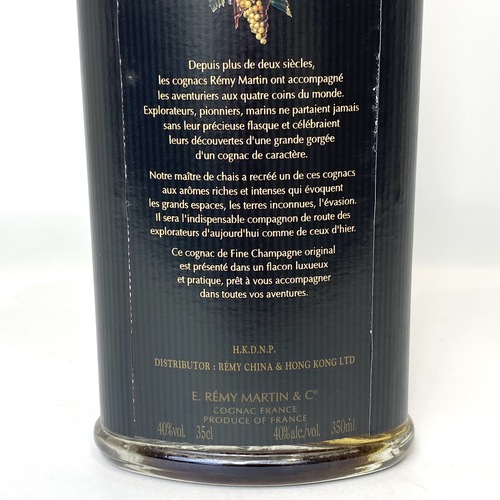 Depuis plus de deux siècles,
les cognacs Rémy Martin ont accompagné
les aventuriers aux quatre coins du monde.
Explorateurs, pionniers, marins ne partaient jamais
sans leur précieuse flasque et célébraient
leurs découvertes d'une grande gorgée
d'un cognac de caractère.
Notre maître de chais a recréé un de ces cognacs
aux arômes riches et intenses qui évoquent
les grands espaces, les terres inconnues, l'évasion.
Il sera l'indispensable compagnon de route des
explorateurs d'aujourd'hui comme de ceux d'hier.
Ce cognac de Fine Champagne original
est présenté dans un flacon luxueux
et pratique, prêt à vous accompagner
dans toutes vos aventures.
H.K.D.N.P.
DISTRIBUTOR : RÉMY CHINA & HONG KONG LTD
E. RÉMY MARTIN & Cº
COGNAC FRANCE
PRODUCE OF FRANCE
40%vol. 35cl 40%alc./vol. 350ml